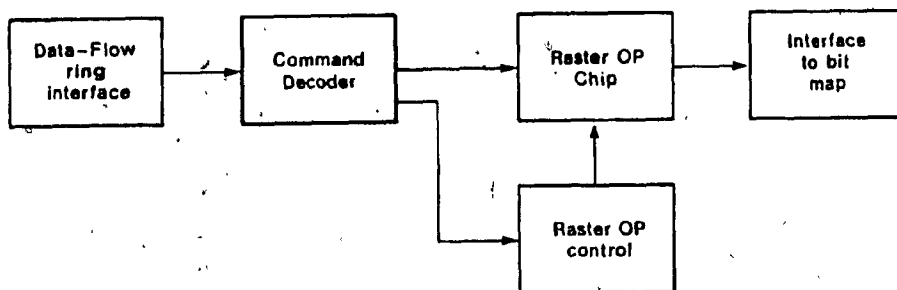 Data-Flow
ring
interface
Command
Decoder
Raster OP
Chip
Interface
to bit
map
Raster OP
control